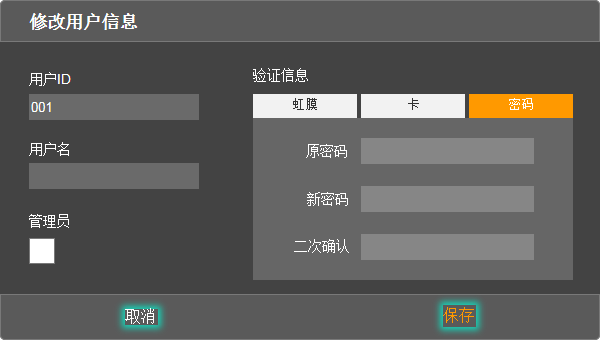 修改用户信息
用户ID
001
用户名
管理员
验证信息
虹膜
卡
密码
原密码
新密码
二次确认
取消
保存